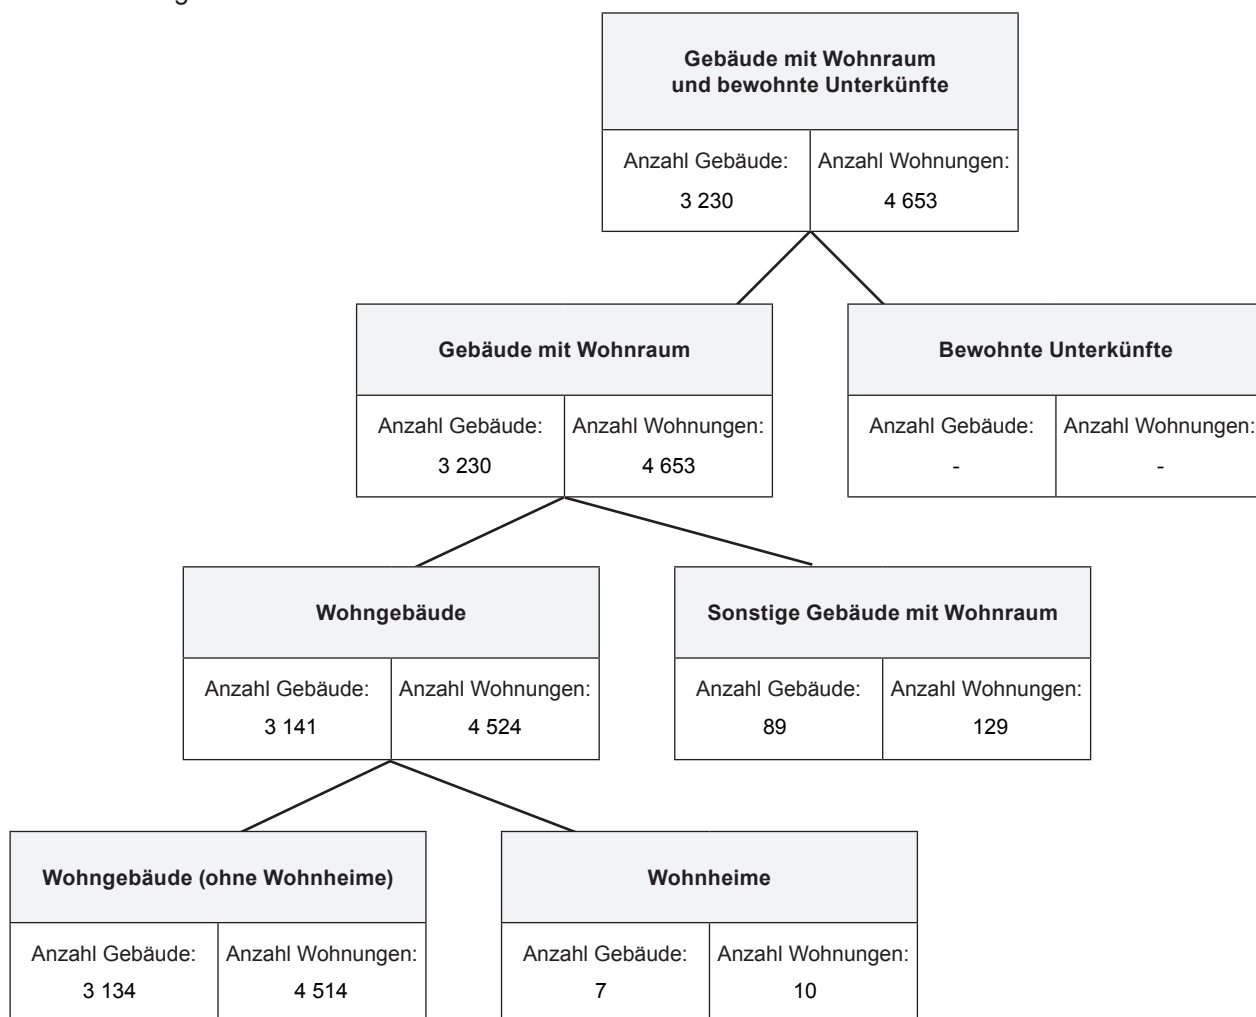 Gebäude mit Wohnraum
und bewohnte Unterkünfte
Anzahl Gebäude: Anzahl Wohnungen:
3 230 4 653
Gebäude mit Wohnraum Bewohnte Unterkünfte
Anzahl Gebäude: Anzahl Wohnungen: Anzahl Gebäude: Anzahl Wohnungen:
3 230 4 653 - -
Wohngebäude Sonstige Gebäude mit Wohnraum
Anzahl Gebäude: Anzahl Wohnungen: Anzahl Gebäude: Anzahl Wohnungen:
3 141 4 524 89 129
Wohngebäude (ohne Wohnheime) Wohnheime
Anzahl Gebäude: Anzahl Wohnungen: Anzahl Gebäude: Anzahl Wohnungen:
3 134 4 514 7 10